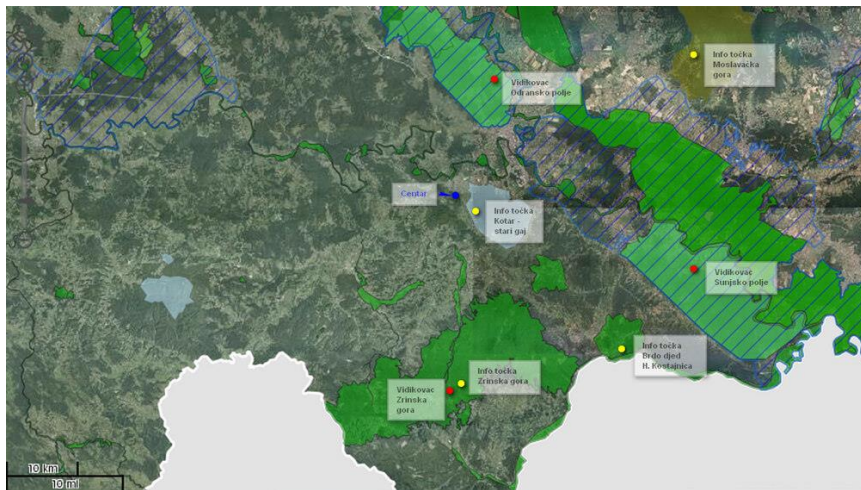 Info točka
Moslavačka
gora
Vidikovac
Odransko polje
Centar
Info točka
Kotar -
stari gaj
Vidikovac
Sunjsko polje
Info točka
Brdo djed
H. Kostajnica
Info točka
Zrinska gora
Vidikovac
Zrinska
gora
10 km
10 mi